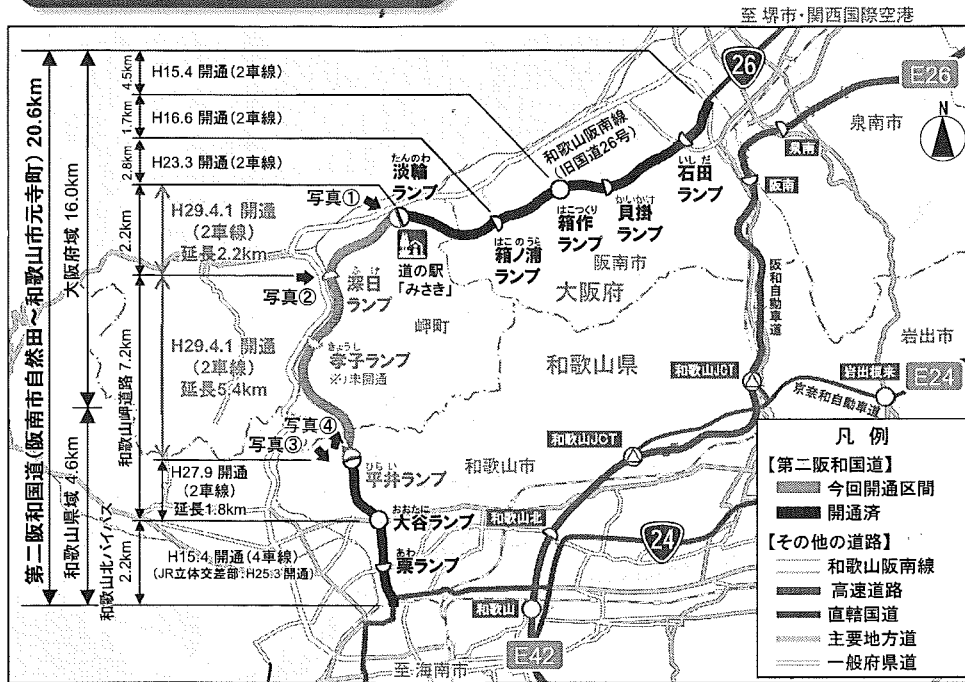 至 堺市・関西国際空港
第二阪和国道(阪南市自然田～和歌山市元寺町) 20.6km
大阪府域 16.0km
和歌山県域 4.6km
和歌山岬道路 7.2km
和歌山北バイパス
2.2km
4.5km
H15.4 開通(2車線)
1.7km
H16.6 開通(2車線)
2.8km
H23.3 開通(2車線)
2.2km
H29.4.1 開通
(2車線)
延長2.2km
H29.4.1 開通
(2車線)
延長5.4km
H27.9 開通
(2車線)
延長1.8km
H15.4 開通(4車線)
(JR立体交差部:H25.3開通)
写真①
写真②
写真③
写真④
たんのわ
淡輪
ランプ
道の駅
「みさき」
はこのうら
箱ノ浦
ランプ
はこつくり
箱作
ランプ
かいかけ
貝掛
ランプ
いしだ
石田
ランプ
和歌山阪南線
(旧国道26号)
26
E26
N
泉南市
泉南
阪南
阪南市
大阪府
岬町
ふけ
深日
ランプ
きょうし
孝子ランプ
※リ未開通
和歌山県
阪和自動車道
岩出市
岩出根来
E24
京奈和自動車道
和歌山JCT
和歌山JCT
和歌山市
和歌山北
24
ひらい
平井ランプ
おおたに
大谷ランプ
あわ
粟ランプ
和歌山
E42
至 海南市
凡 例
【第二阪和国道】
今回開通区間
開通済
【その他の道路】
和歌山阪南線
高速道路
直轄国道
主要地方道
一般府県道